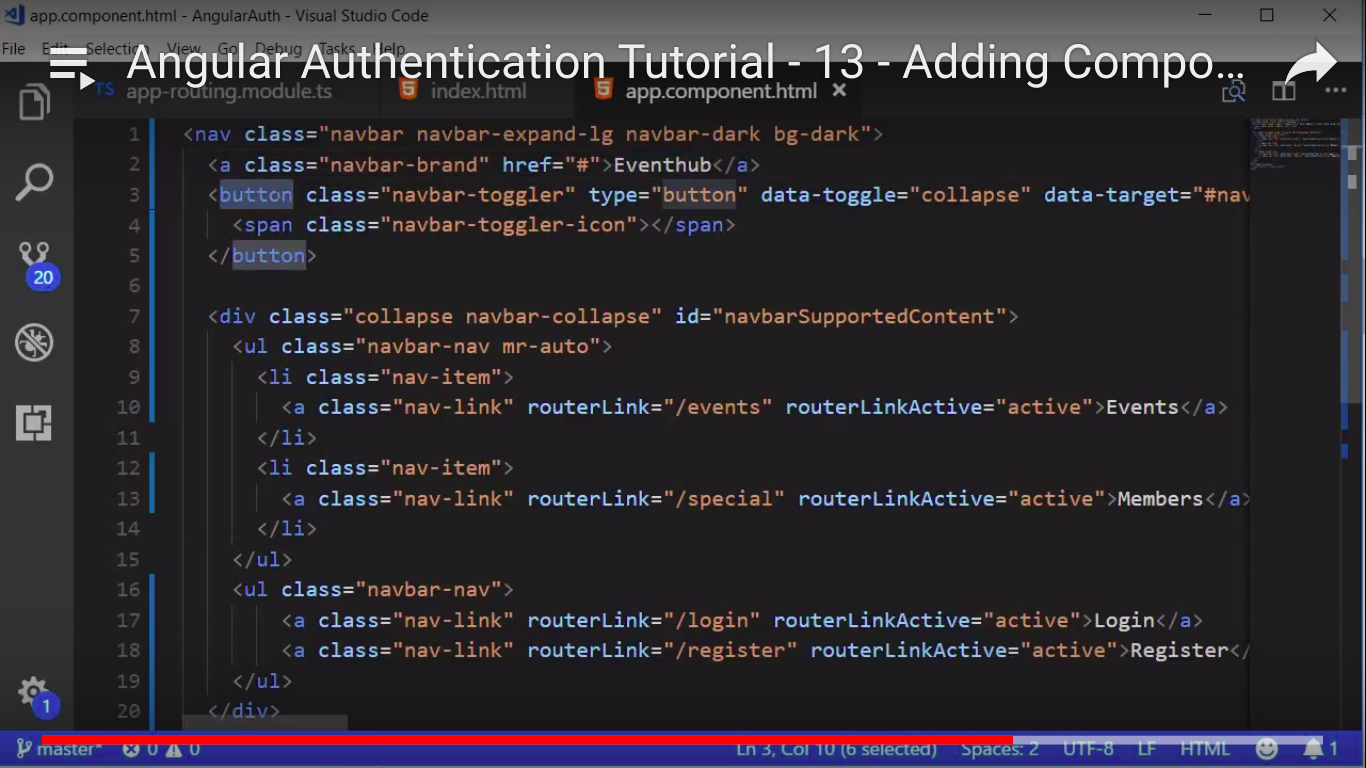 app.component.html - AngularAuth - Visual Studio Code
File Edit Selection View Go Debug Tasks Help
Angular Authentication Tutorial - 13 - Adding Compo...
TS app-routing.module.ts index.html app.component.html
1 <nav class="navbar navbar-expand-lg navbar-dark bg-dark">
2 <a class="navbar-brand" href="#">Eventhub</a>
3 <button class="navbar-toggler" type="button" data-toggle="collapse" data-target="#nav
4 <span class="navbar-toggler-icon"></span>
5 </button>
6
7 <div class="collapse navbar-collapse" id="navbarSupportedContent">
8 <ul class="navbar-nav mr-auto">
9 <li class="nav-item">
10 <a class="nav-link" routerLink="/events" routerLinkActive="active">Events</a>
11 </li>
12 <li class="nav-item">
13 <a class="nav-link" routerLink="/special" routerLinkActive="active">Members</a>
14 </li>
15 </ul>
16 <ul class="navbar-nav">
17 <a class="nav-link" routerLink="/login" routerLinkActive="active">Login</a>
18 <a class="nav-link" routerLink="/register" routerLinkActive="active">Register</
19 </ul>
20 </div>
20
1
master* 0 0 Ln 3, Col 10 (6 selected) Spaces: 2 UTF-8 LF HTML 1